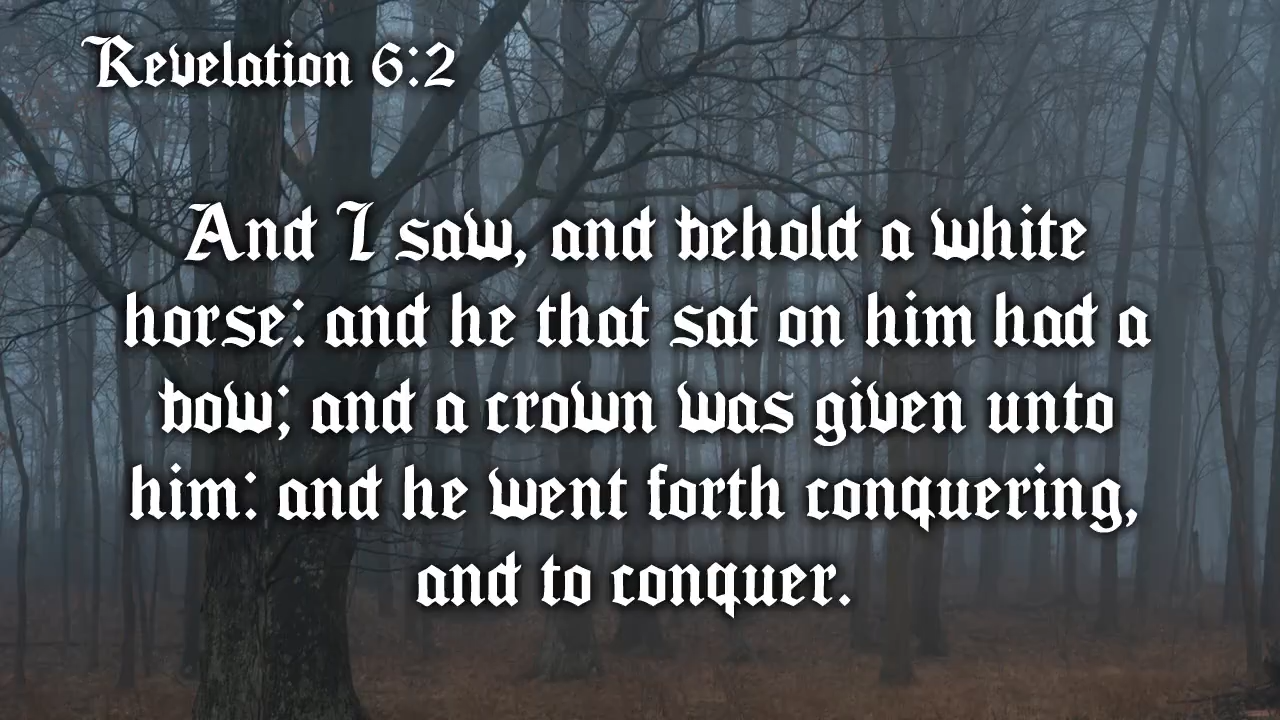 Revelation 6:2
And I saw, and behold a white
horse: and he that sat on him had a
bow; and a crown was given unto
him: and he went forth conquering,
and to conquer.